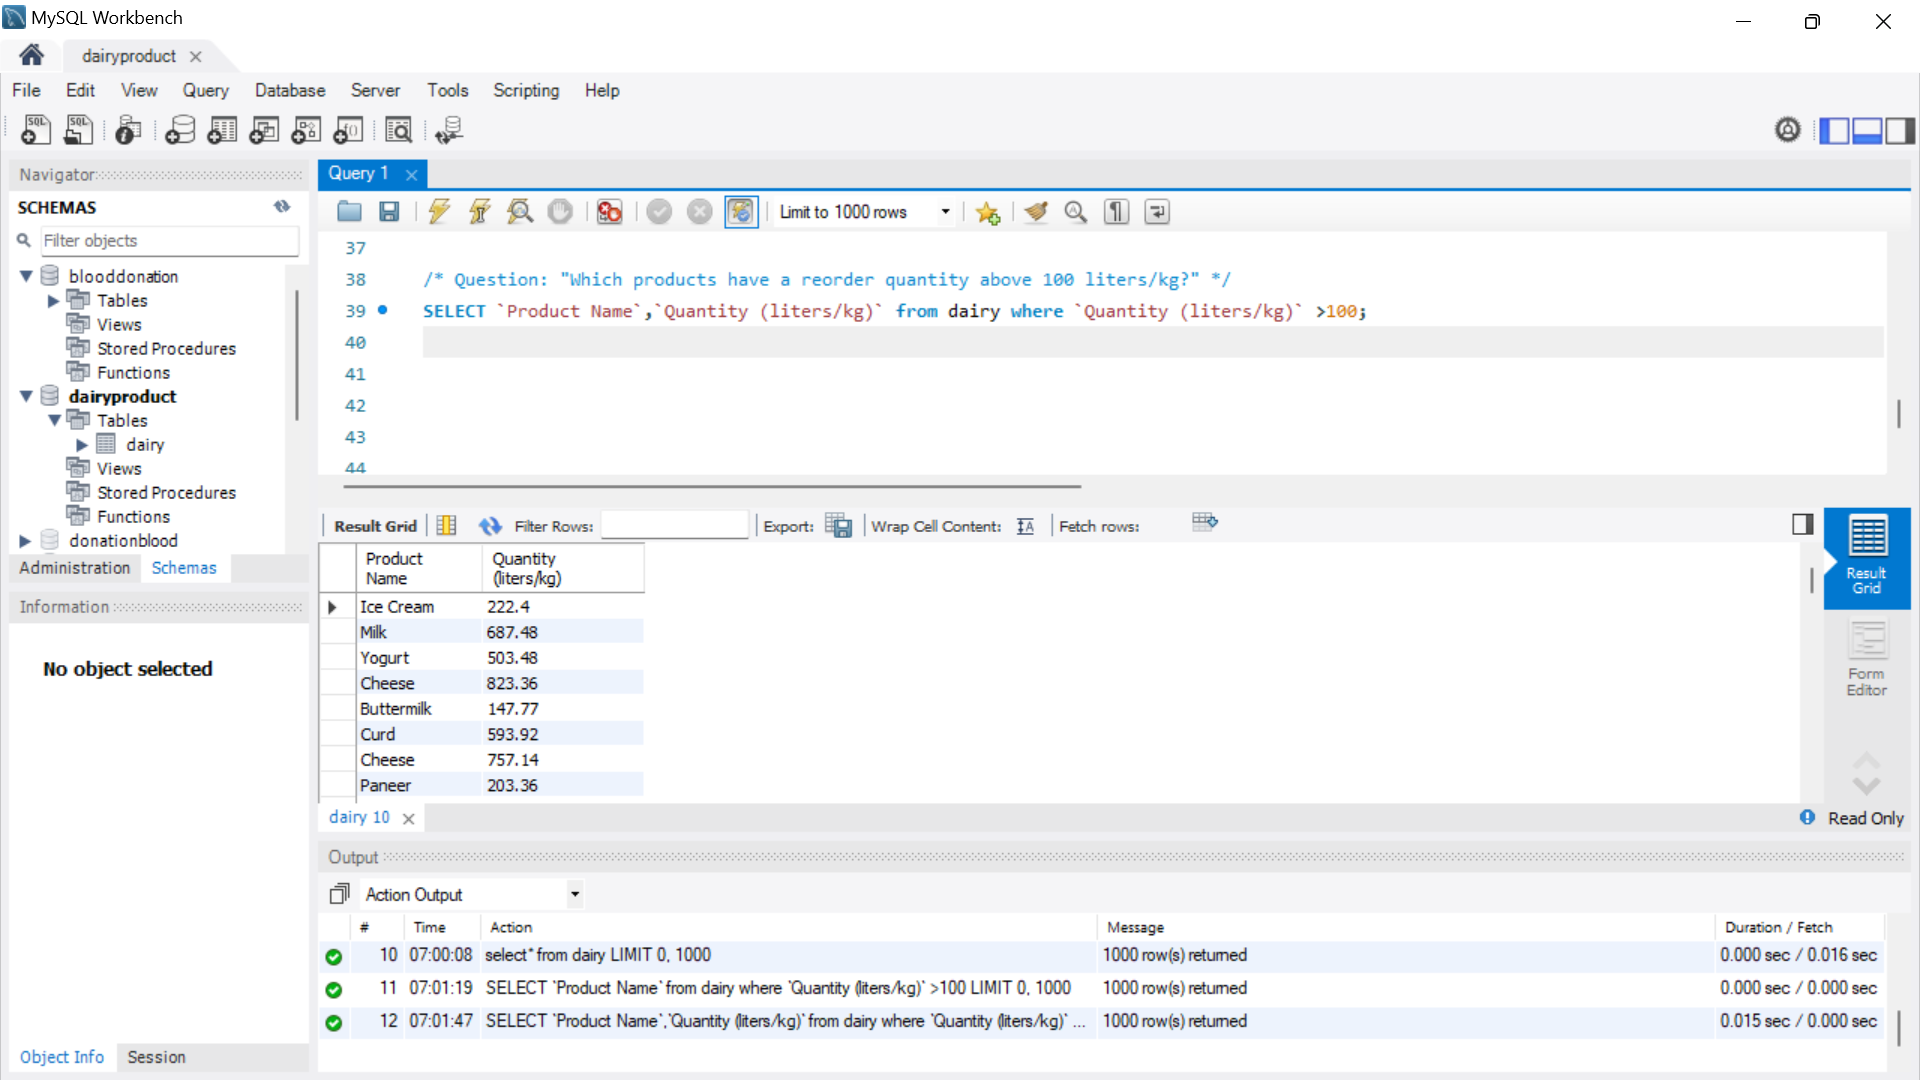 MySQL Workbench
dairyproduct
File Edit View Query Database Server Tools Scripting Help
Navigator
SCHEMAS
Filter objects
blooddonation
Tables
Views
Stored Procedures
Functions
dairyproduct
Tables
dairy
Views
Stored Procedures
Functions
donationblood
Administration Schemas
Information
No object selected
Object Info Session
Query 1
Limit to 1000 rows
37
38 /* Question: "Which products have a reorder quantity above 100 liters/kg?" */
39 SELECT `Product Name`,`Quantity (liters/kg)` from dairy where `Quantity (liters/kg)` >100;
40
41
42
43
44
Result Grid Filter Rows: Export: Wrap Cell Content: Fetch rows:
Product Name Quantity (liters/kg)
Ice Cream 222.4
Milk 687.48
Yogurt 503.48
Cheese 823.36
Buttermilk 147.77
Curd 593.92
Cheese 757.14
Paneer 203.36
Result Grid
Form Editor
dairy 10
Read Only
Output
Action Output
# Time Action Message Duration / Fetch
10 07:00:08 select* from dairy LIMIT 0, 1000 1000 row(s) returned 0.000 sec / 0.016 sec
11 07:01:19 SELECT `Product Name` from dairy where `Quantity (liters/kg)` >100 LIMIT 0, 1000 1000 row(s) returned 0.000 sec / 0.000 sec
12 07:01:47 SELECT `Product Name`,`Quantity (liters/kg)` from dairy where `Quantity (liters/kg)` ... 1000 row(s) returned 0.015 sec / 0.000 sec